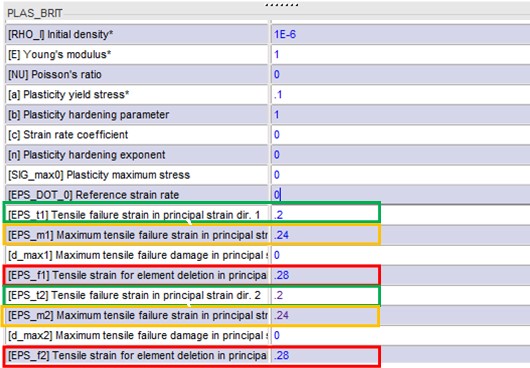 PLAS_BRIT
[RHO_I] Initial density* 1E-6
[E] Young's modulus* 1
[NU] Poisson's ratio 0
[a] Plasticity yield stress* .1
[b] Plasticity hardening parameter 1
[c] Strain rate coefficient 0
[n] Plasticity hardening exponent 0
[SIG_max0] Plasticity maximum stress 0
[EPS_DOT_0] Reference strain rate 0
[EPS_t1] Tensile failure strain in principal strain dir. 1 .2
[EPS_m1] Maximum tensile failure strain in principal str .24
[d_max1] Maximum tensile failure damage in principal s 0
[EPS_f1] Tensile strain for element deletion in principa .28
[EPS_t2] Tensile failure strain in principal strain dir. 2 .2
[EPS_m2] Maximum tensile failure strain in principal str .24
[d_max2] Maximum tensile failure damage in principal s 0
[EPS_f2] Tensile strain for element deletion in principa .28